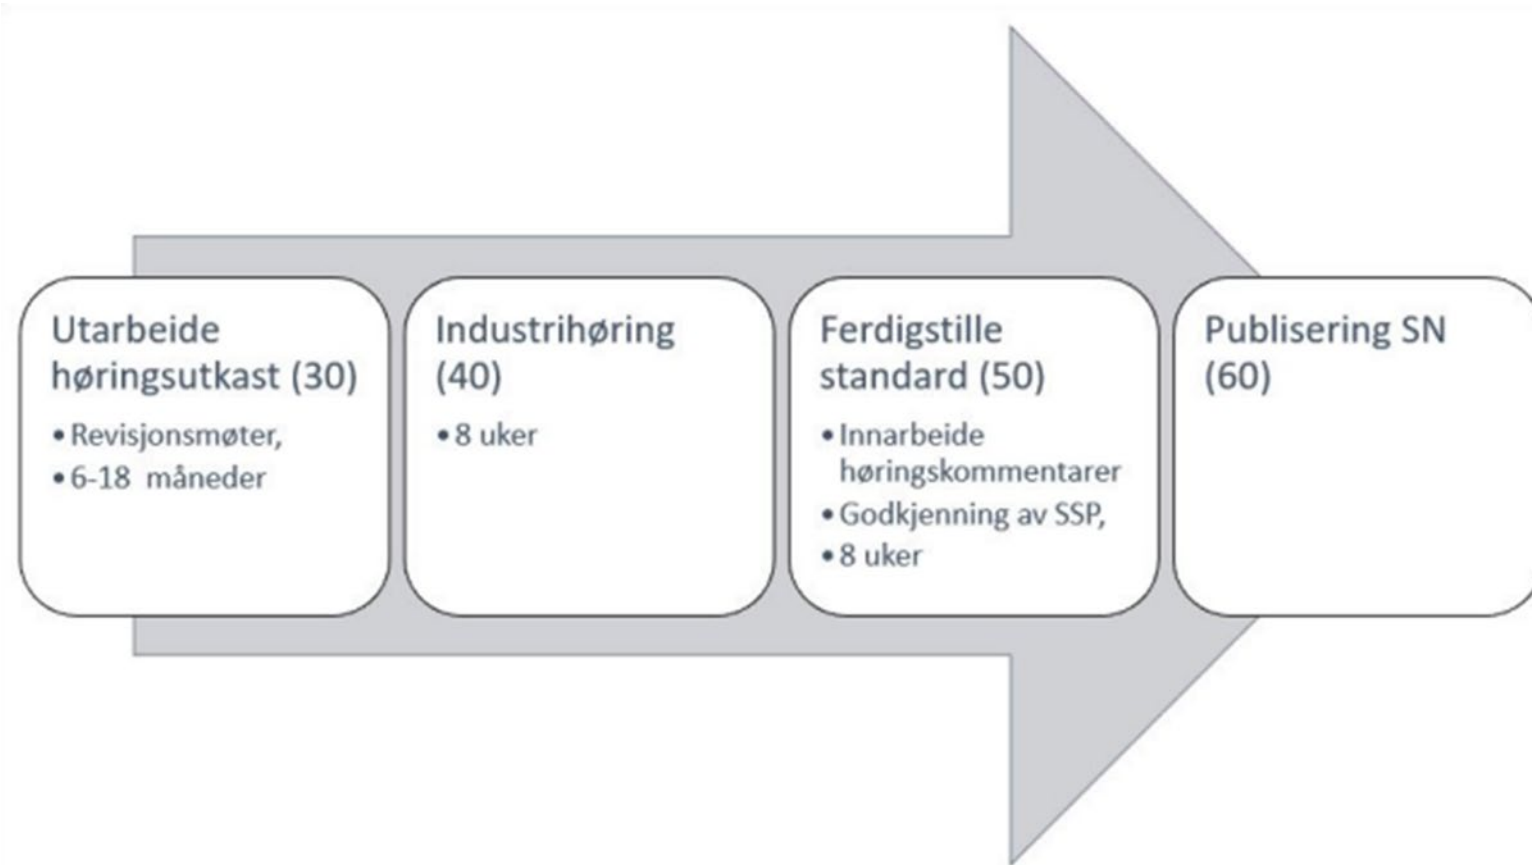 Utarbeide
høringsutkast (30)
• Revisjonsmøter,
• 6-18 måneder
Industrihøring
(40)
• 8 uker
Ferdigstille
standard (50)
• Innarbeide
høringskommentarer
• Godkjenning av SSP,
• 8 uker
Publisering SN
(60)